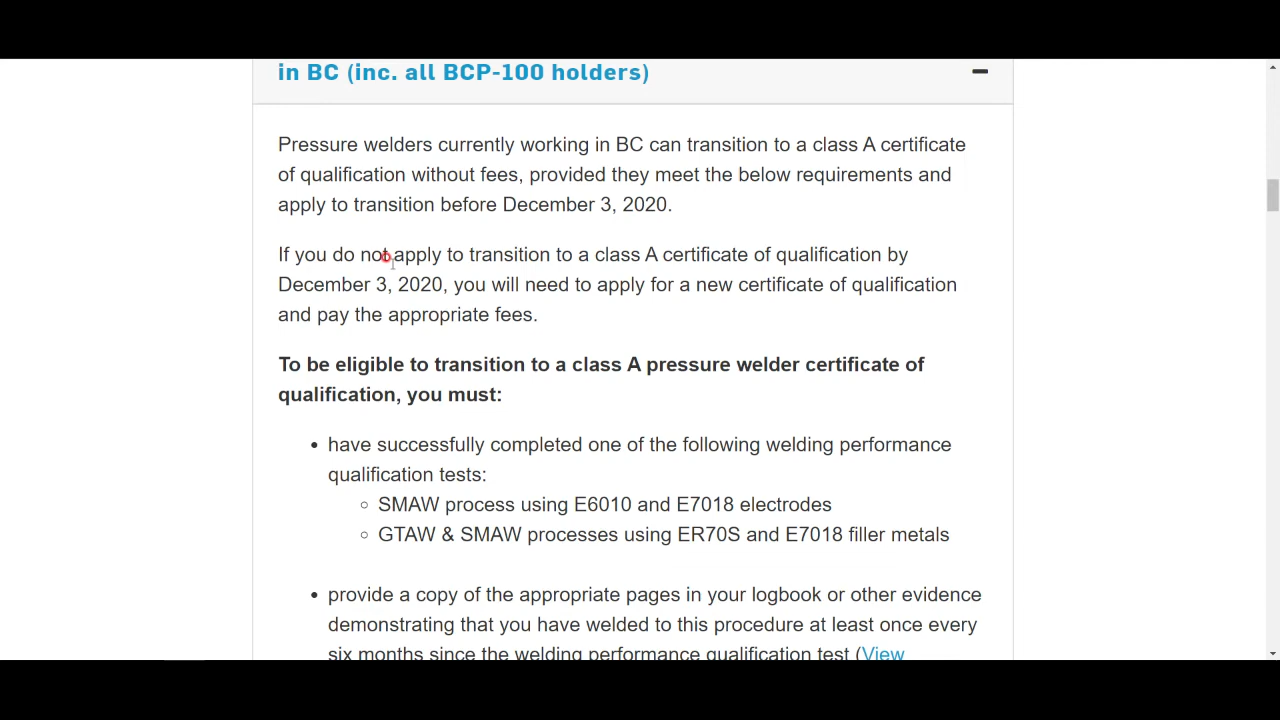 in BC (inc. all BCP-100 holders)
Pressure welders currently working in BC can transition to a class A certificate
of qualification without fees, provided they meet the below requirements and
apply to transition before December 3, 2020.
If you do not apply to transition to a class A certificate of qualification by
December 3, 2020, you will need to apply for a new certificate of qualification
and pay the appropriate fees.
To be eligible to transition to a class A pressure welder certificate of
qualification, you must:
• have successfully completed one of the following welding performance
qualification tests:
○ SMAW process using E6010 and E7018 electrodes
○ GTAW & SMAW processes using ER70S and E7018 filler metals
• provide a copy of the appropriate pages in your logbook or other evidence
demonstrating that you have welded to this procedure at least once every
six months since the welding performance qualification test (View